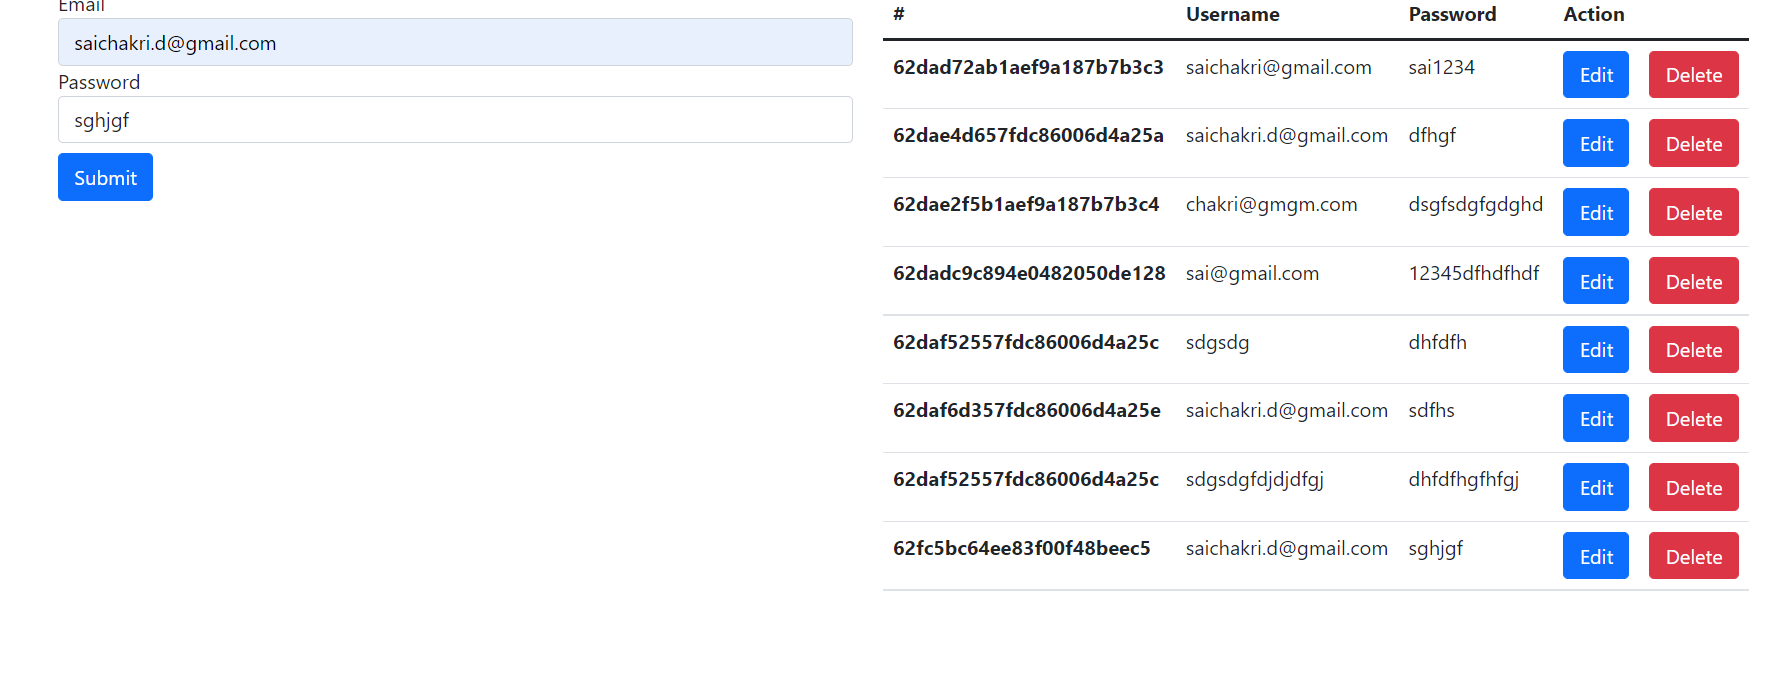 Email
saichakri.d@gmail.com
Password
sghjgf
Submit
# Username Password Action
62dad72ab1aef9a187b7b3c3 saichakri@gmail.com sai1234 Edit Delete
62dae4d657fdc86006d4a25a saichakri.d@gmail.com dfhgf Edit Delete
62dae2f5b1aef9a187b7b3c4 chakri@gmgm.com dsgfsdgfgdghd Edit Delete
62dadc9c894e0482050de128 sai@gmail.com 12345dfhdfhdf Edit Delete
62daf52557fdc86006d4a25c sdgsdg dhfdfh Edit Delete
62daf6d357fdc86006d4a25e saichakri.d@gmail.com sdfhs Edit Delete
62daf52557fdc86006d4a25c sdgsdgfdjdjdfgj dhfdfhgfhfgj Edit Delete
62fc5bc64ee83f00f48beec5 saichakri.d@gmail.com sghjgf Edit Delete